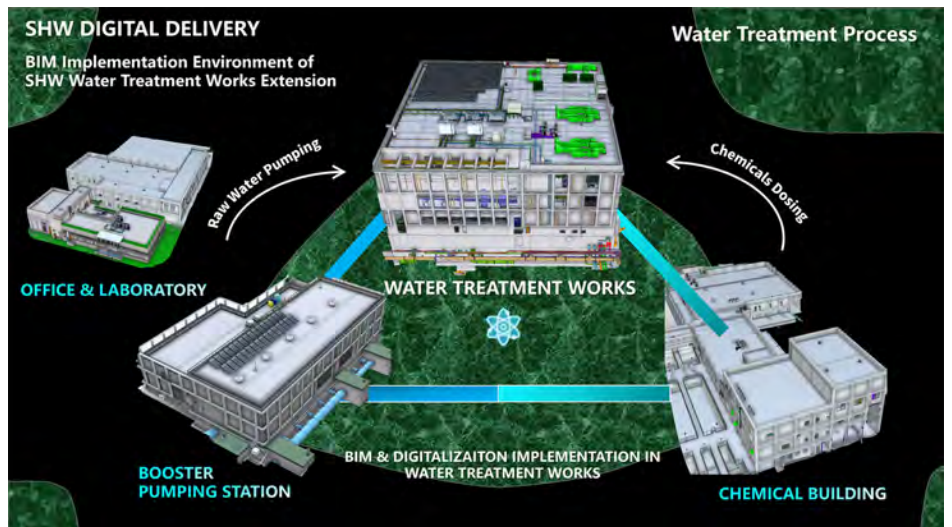 SHW DIGITAL DELIVERY
BIM Implementation Environment of
SHW Water Treatment Works Extension
Water Treatment Process
Raw Water Pumping
Chemicals Dosing
OFFICE & LABORATORY
WATER TREATMENT WORKS
BOOSTER
PUMPING STATION
BIM & DIGITALIZAITON IMPLEMENTATION IN
WATER TREATMENT WORKS
CHEMICAL BUILDING